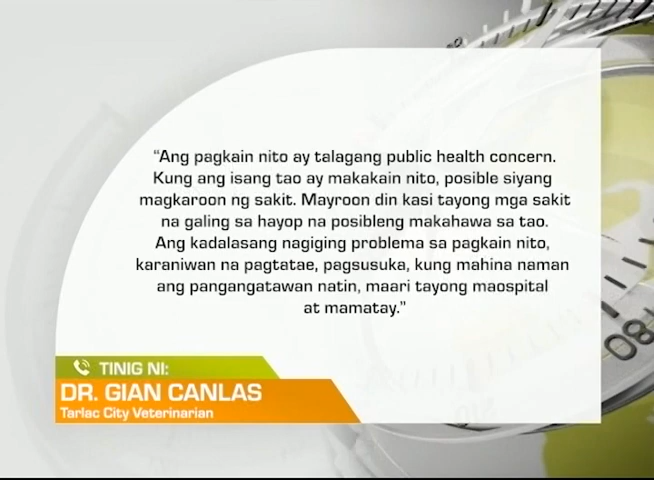 “Ang pagkain nito ay talagang public health concern.
Kung ang isang tao ay makakain nito, posible siyang
magkaroon ng sakit. Mayroon din kasi tayong mga sakit
na galing sa hayop na posibleng makahawa sa tao.
Ang kadalasang nagiging problema sa pagkain nito,
karaniwan na pagtatae, pagsusuka, kung mahina naman
ang pangangatawan natin, maari tayong maospital
at mamatay.”
TINIG NI:
DR. GIAN CANLAS
Tarlac City Veterinarian
080